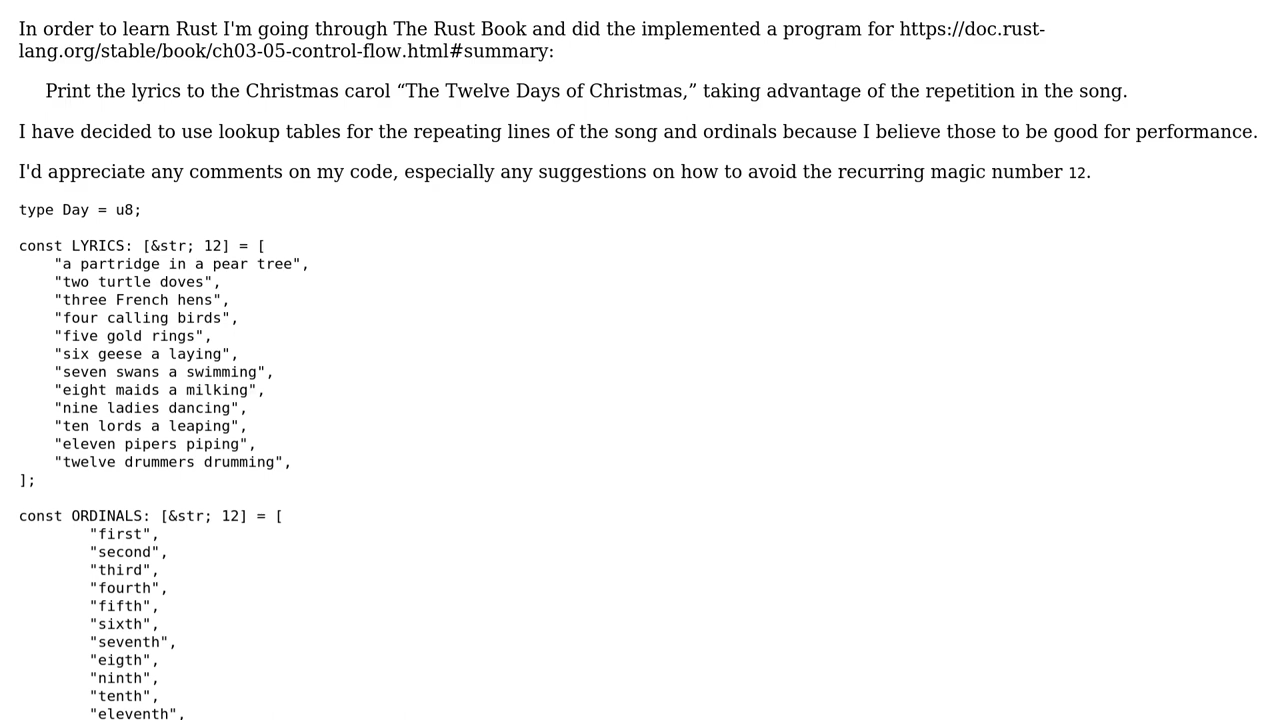 In order to learn Rust I'm going through The Rust Book and did the implemented a program for https://doc.rust-
lang.org/stable/book/ch03-05-control-flow.html#summary:
Print the lyrics to the Christmas carol “The Twelve Days of Christmas,” taking advantage of the repetition in the song.
I have decided to use lookup tables for the repeating lines of the song and ordinals because I believe those to be good for performance.
I'd appreciate any comments on my code, especially any suggestions on how to avoid the recurring magic number 12.
type Day = u8;
const LYRICS: [&str; 12] = [
    "a partridge in a pear tree",
    "two turtle doves",
    "three French hens",
    "four calling birds",
    "five gold rings",
    "six geese a laying",
    "seven swans a swimming",
    "eight maids a milking",
    "nine ladies dancing",
    "ten lords a leaping",
    "eleven pipers piping",
    "twelve drummers drumming",
];
const ORDINALS: [&str; 12] = [
        "first",
        "second",
        "third",
        "fourth",
        "fifth",
        "sixth",
        "seventh",
        "eigth",
        "ninth",
        "tenth",
        "eleventh",